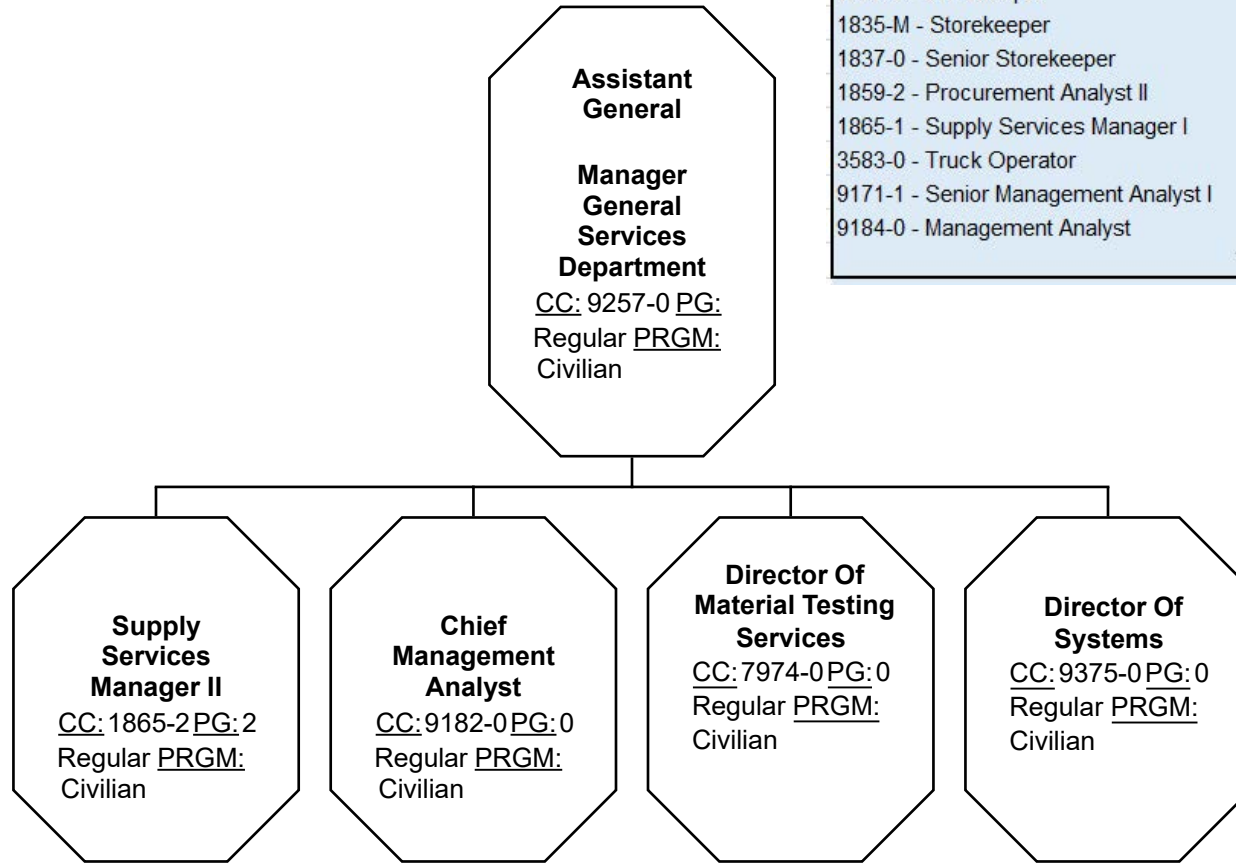 1835-M - Storekeeper
1837-0 - Senior Storekeeper
1859-2 - Procurement Analyst II
1865-1 - Supply Services Manager I
3583-0 - Truck Operator
9171-1 - Senior Management Analyst I
9184-0 - Management Analyst
Assistant
General
Manager
General
Services
Department
CC: 9257-0 PG:
Regular PRGM:
Civilian
Supply
Services
Manager II
CC: 1865-2 PG: 2
Regular PRGM:
Civilian
Chief
Management
Analyst
CC: 9182-0 PG: 0
Regular PRGM:
Civilian
Director Of
Material Testing
Services
CC: 7974-0 PG: 0
Regular PRGM:
Civilian
Director Of
Systems
CC: 9375-0 PG: 0
Regular PRGM:
Civilian